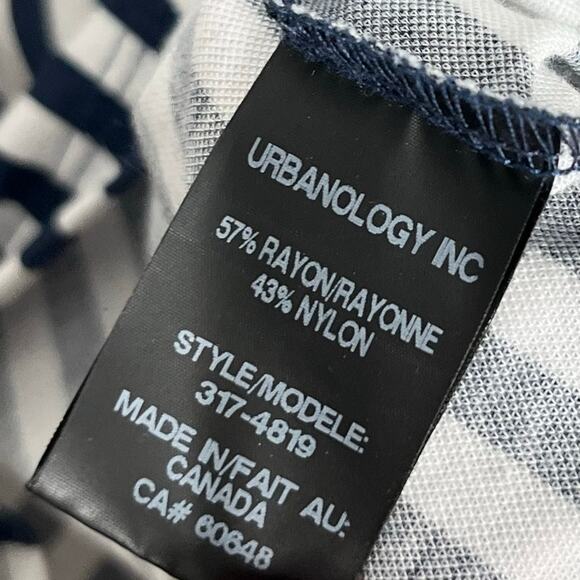 URBANOLOGY INC
57% RAYON/RAYONNE
43% NYLON
STYLE/MODELE:
317-4819
MADE IN/FAIT AU:
CANADA
CA# 60648